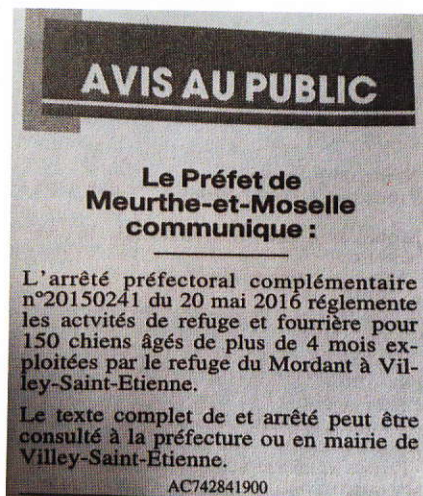 AVIS AU PUBLIC
Le Préfet de
Meurthe-et-Moselle
communique :
L'arrêté préfectoral complémentaire
n°20150241 du 20 mai 2016 réglemente
les actvités de refuge et fourrière pour
150 chiens âgés de plus de 4 mois ex-
ploitées par le refuge du Mordant à Vil-
ley-Saint-Etienne.
Le texte complet de et arrêté peut être
consulté à la préfecture ou en mairie de
Villey-Saint-Étienne.
AC742841900